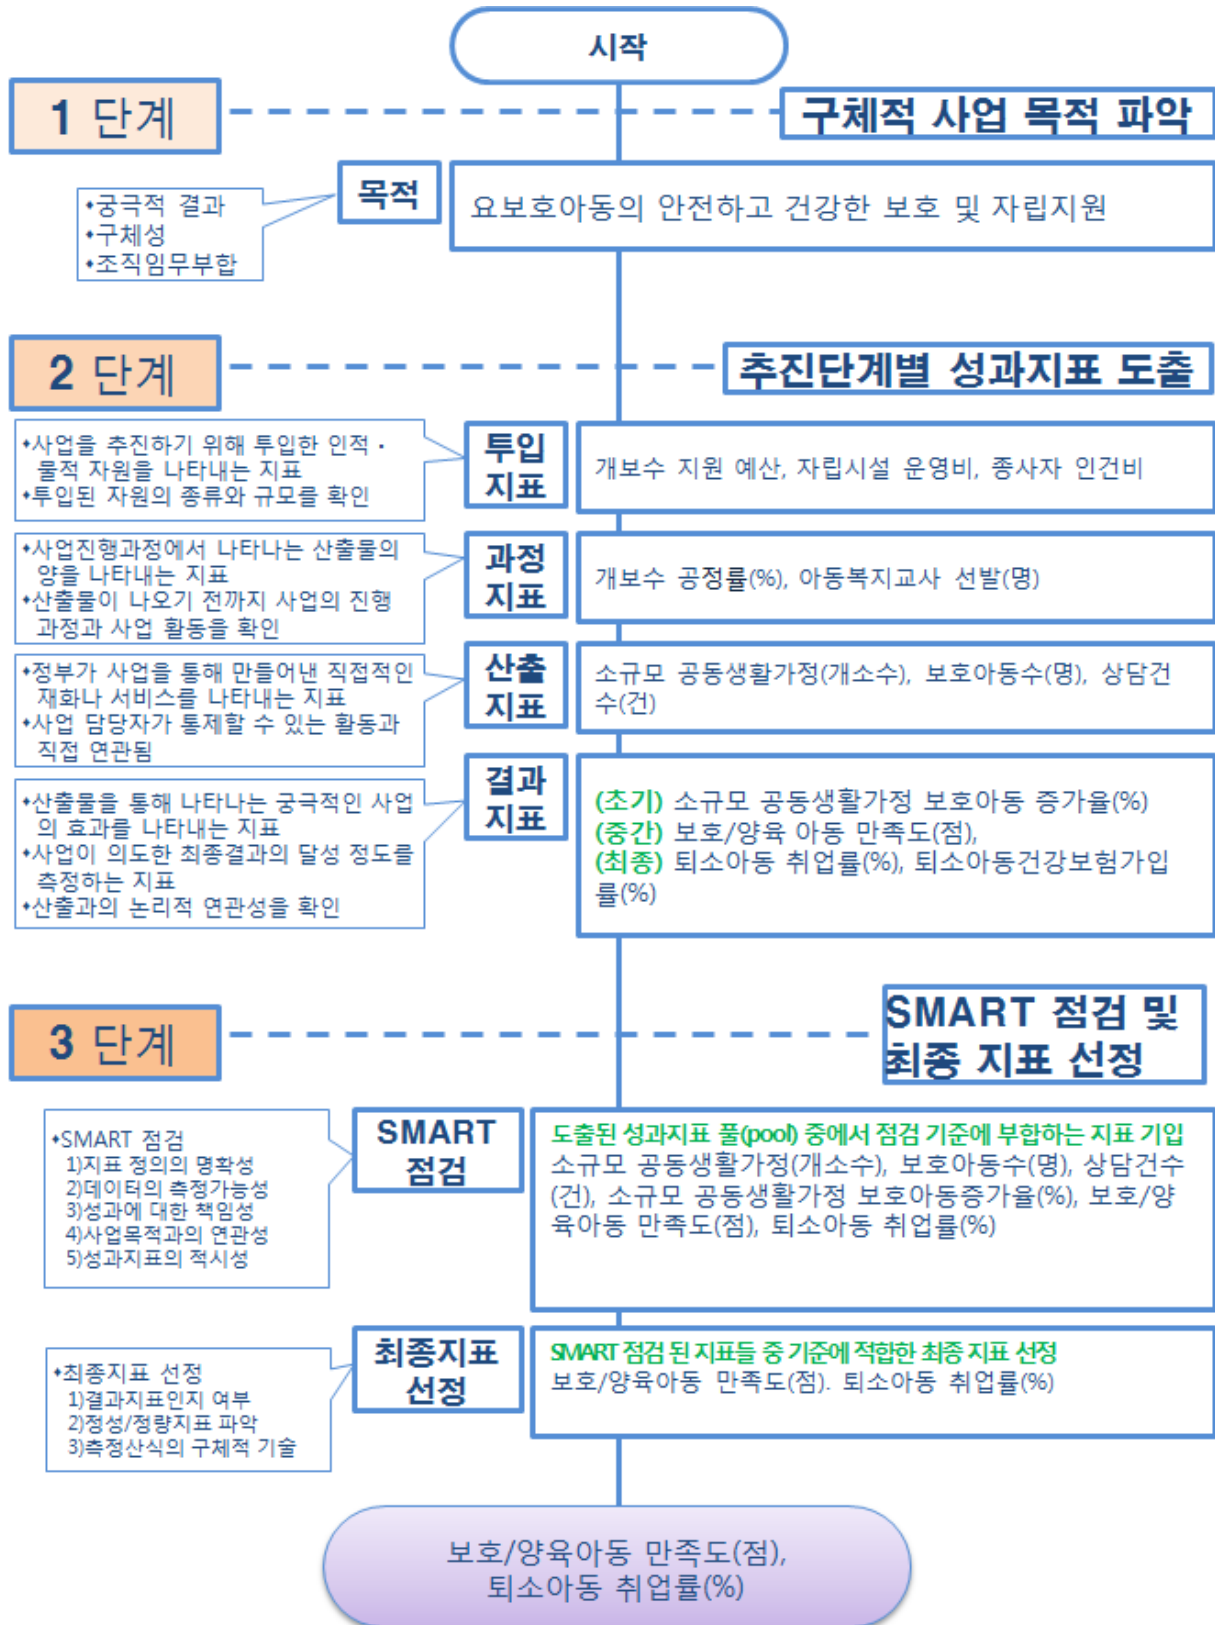 시작
1 단계
구체적 사업 목적 파악
목적
요보호아동의 안전하고 건강한 보호 및 자립지원
•궁극적 결과
•구체성
•조직임무부합
2 단계
추진단계별 성과지표 도출
•사업을 추진하기 위해 투입한 인적·
물적 자원을 나타내는 지표
•투입된 자원의 종류와 규모를 확인
투입
지표
개보수 지원 예산, 자립시설 운영비, 종사자 인건비
•사업진행과정에서 나타나는 산출물의
양을 나타내는 지표
•산출물이 나오기 전까지 사업의 진행
과정과 사업 활동을 확인
과정
지표
개보수 공정률(%), 아동복지교사 선발(명)
•정부가 사업을 통해 만들어낸 직접적인
재화나 서비스를 나타내는 지표
•사업 담당자가 통제할 수 있는 활동과
직접 연관됨
산출
지표
소규모 공동생활가정(개소수), 보호아동수(명), 상담건
수(건)
•산출물을 통해 나타나는 궁극적인 사업
의 효과를 나타내는 지표
•사업이 의도한 최종결과의 달성 정도를
측정하는 지표
•산출과의 논리적 연관성을 확인
결과
지표
(초기) 소규모 공동생활가정 보호아동 증가율(%)
(중간) 보호/양육 아동 만족도(점),
(최종) 퇴소아동 취업률(%), 퇴소아동건강보험가입
률(%)
3 단계
SMART 점검 및
최종 지표 선정
•SMART 점검
1)지표 정의의 명확성
2)데이터의 측정가능성
3)성과에 대한 책임성
4)사업목적과의 연관성
5)성과지표의 적시성
SMART
점검
도출된 성과지표 풀(pool) 중에서 점검 기준에 부합하는 지표 기입
소규모 공동생활가정(개소수), 보호아동수(명), 상담건수
(건), 소규모 공동생활가정 보호아동증가율(%), 보호/양
육아동 만족도(점), 퇴소아동 취업률(%)
•최종지표 선정
1)결과지표인지 여부
2)정성/정량지표 파악
3)측정산식의 구체적 기술
최종지표
선정
SMART 점검 된 지표들 중 기준에 적합한 최종 지표 선정
보호/양육아동 만족도(점). 퇴소아동 취업률(%)
보호/양육아동 만족도(점),
퇴소아동 취업률(%)